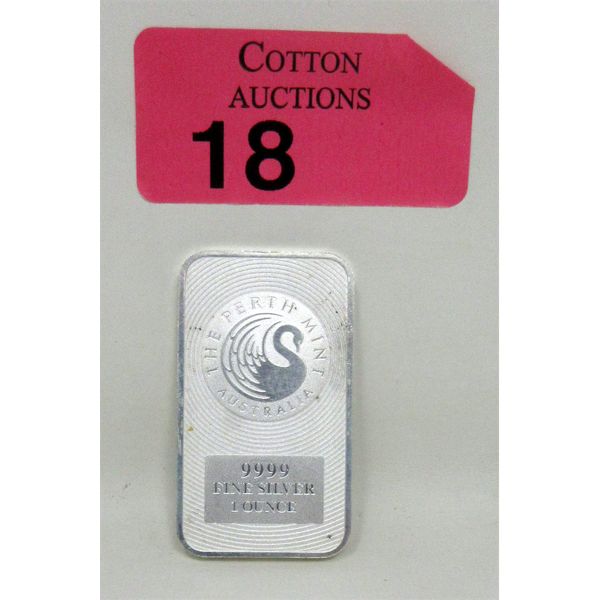 COTTON
AUCTIONS
18
THE PERTH MINT
AUSTRALIA
9999
FINE SILVER
1 OUNCE